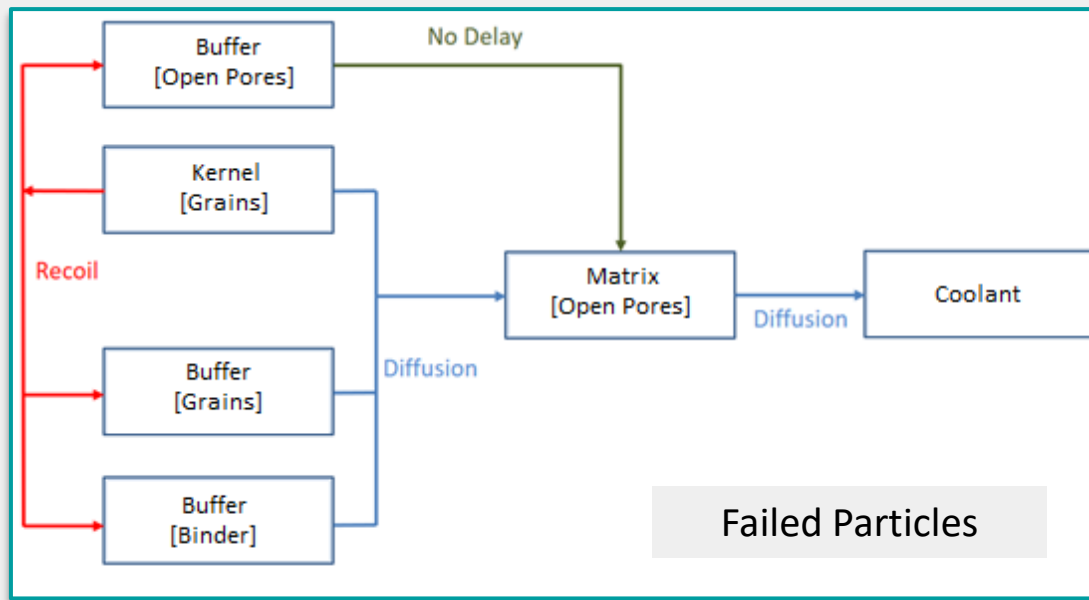 No Delay
Buffer
[Open Pores]
Kernel
[Grains]
Recoil
Matrix
[Open Pores]
Diffusion
Coolant
Buffer
[Grains]
Diffusion
Buffer
[Binder]
Failed Particles